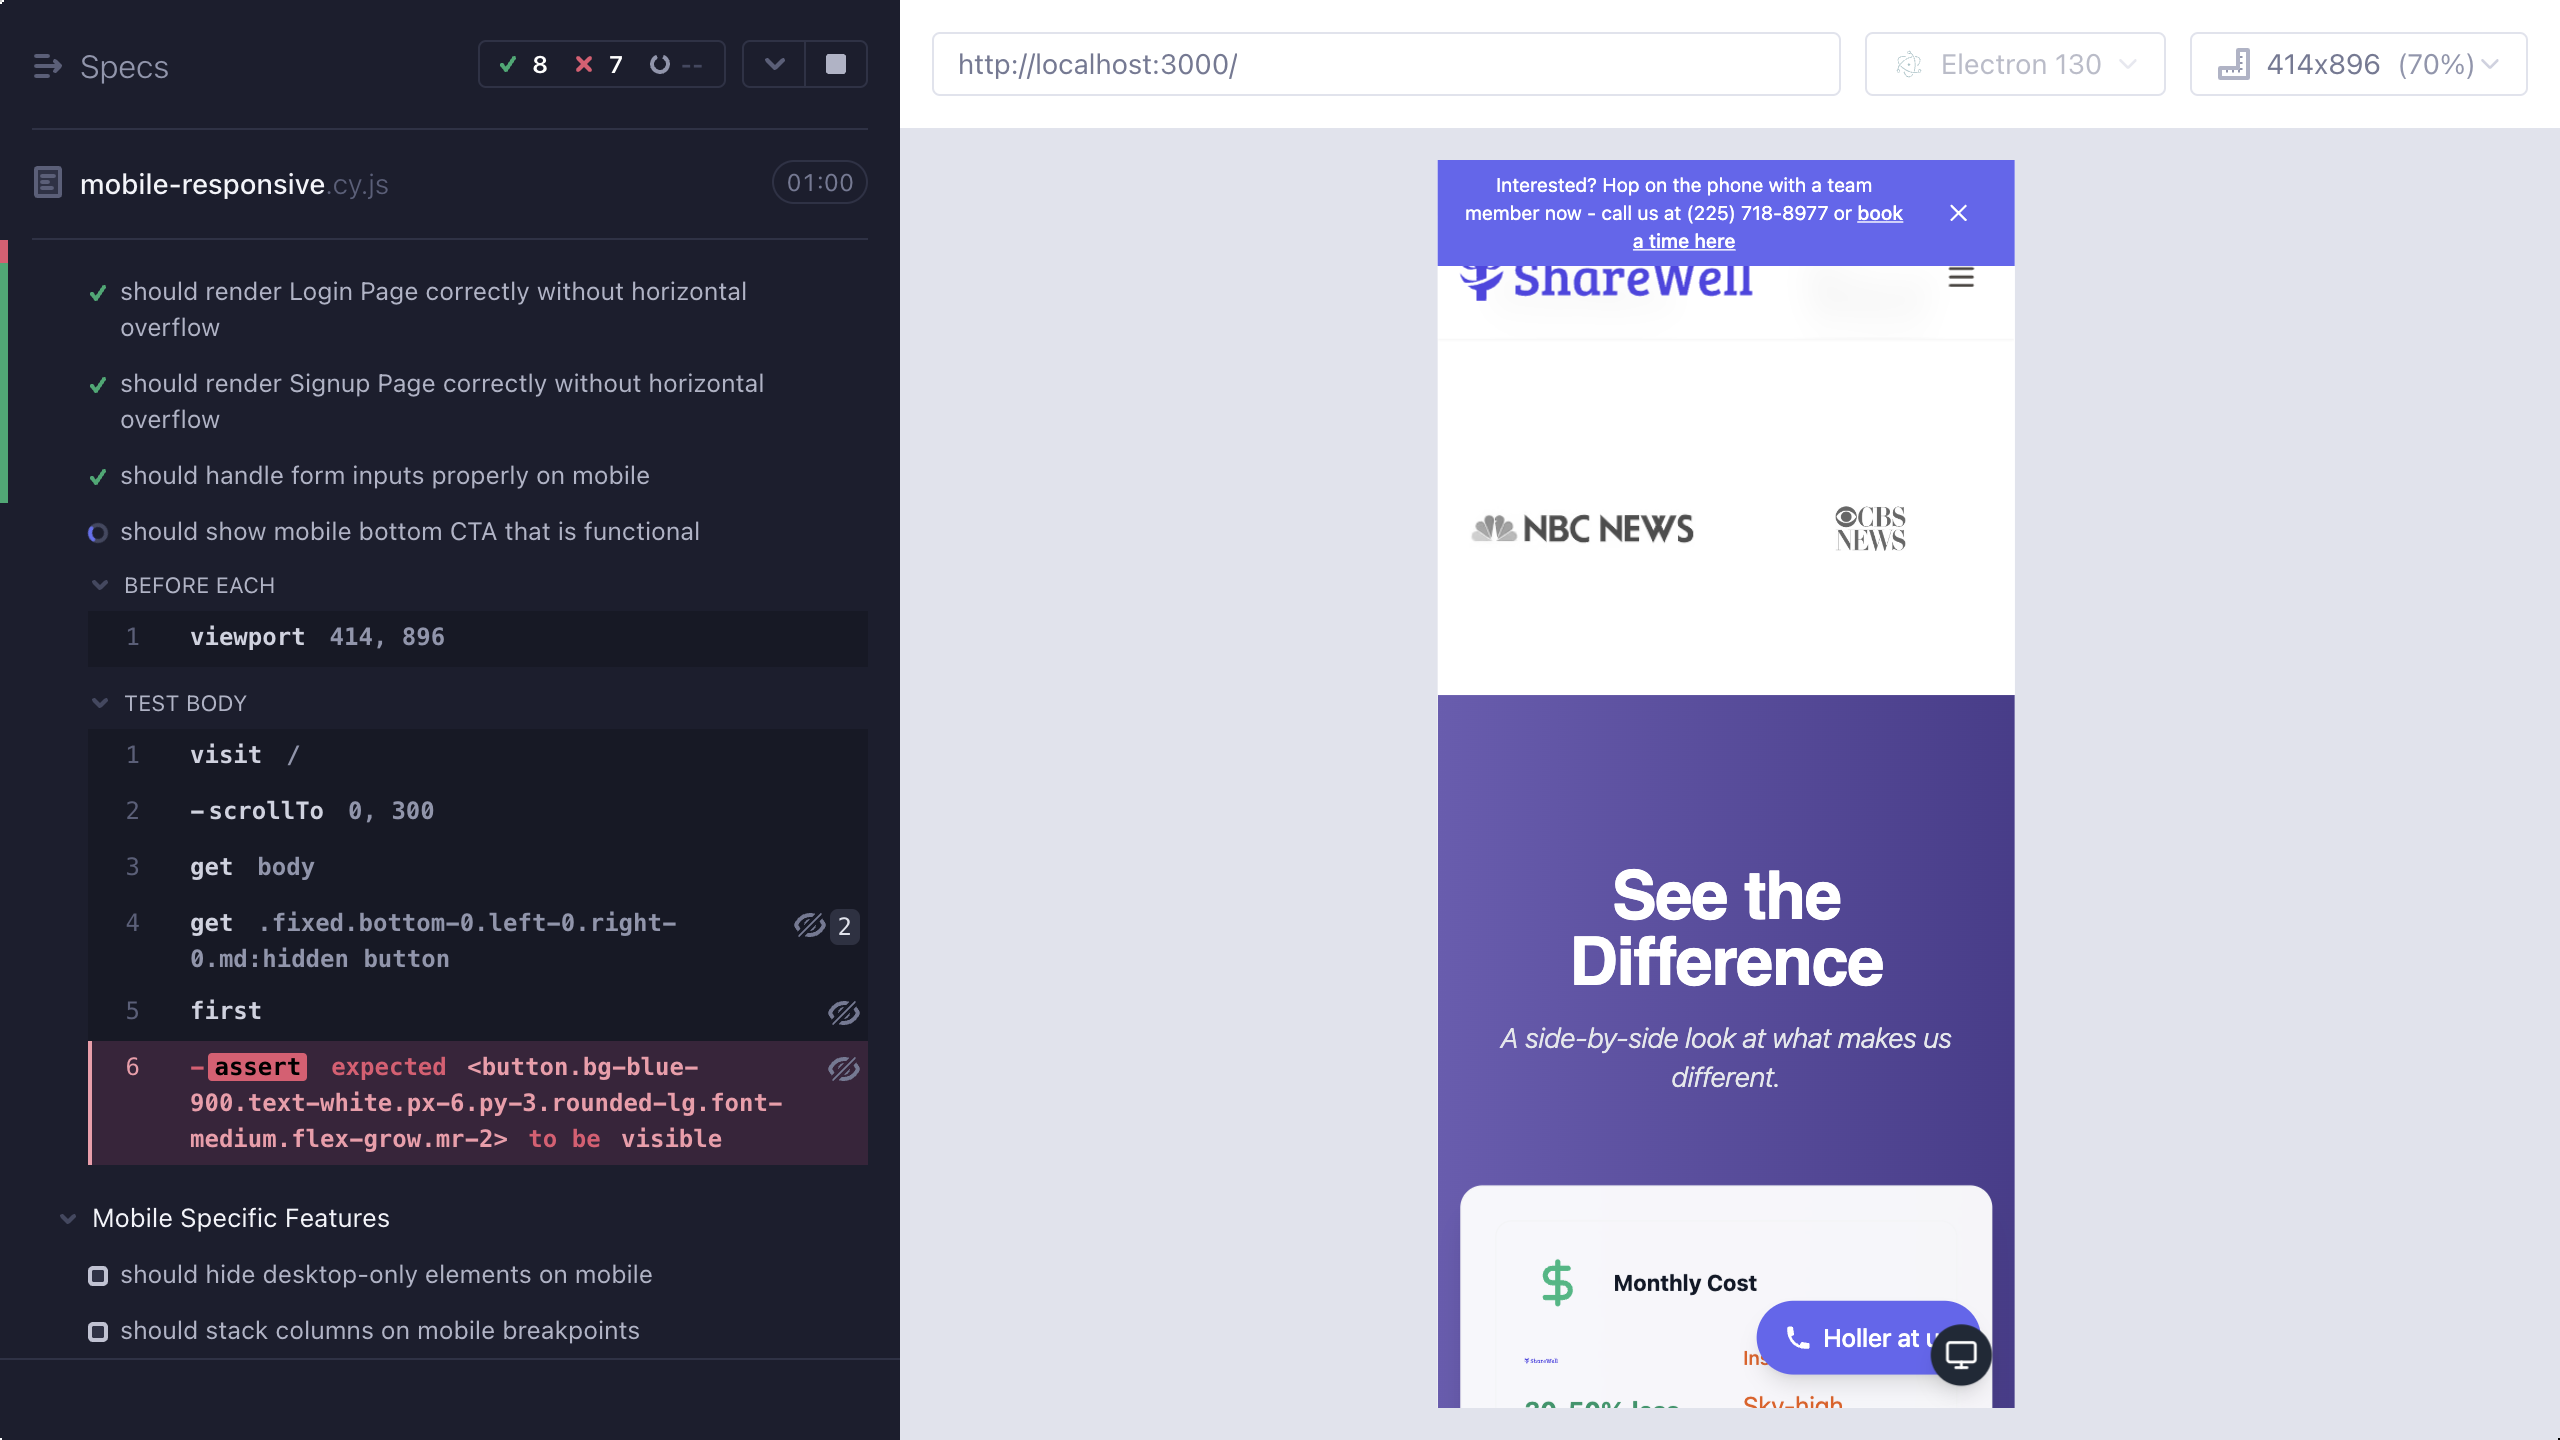 Specs
8 7 --
mobile-responsive.cy.js 01:00
should render Login Page correctly without horizontal
overflow
should render Signup Page correctly without horizontal
overflow
should handle form inputs properly on mobile
should show mobile bottom CTA that is functional
BEFORE EACH
1 viewport 414, 896
TEST BODY
1 visit /
2 -scrollTo 0, 300
3 get body
4 get .fixed.bottom-0.left-0.right-
0.md:hidden button
2
5 first
6 -assert expected <button.bg-blue-
900.text-white.px-6.py-3.rounded-lg.font-
medium.flex-grow.mr-2> to be visible
Mobile Specific Features
should hide desktop-only elements on mobile
should stack columns on mobile breakpoints
http://localhost:3000/
Electron 130
414x896 (70%)
Interested? Hop on the phone with a team
member now - call us at (225) 718-8977 or book
a time here
ShareWell
NBC NEWS
CBS
NEWS
See the
Difference
A side-by-side look at what makes us
different.
Monthly Cost
Holler at
ShareWell
Sky-high